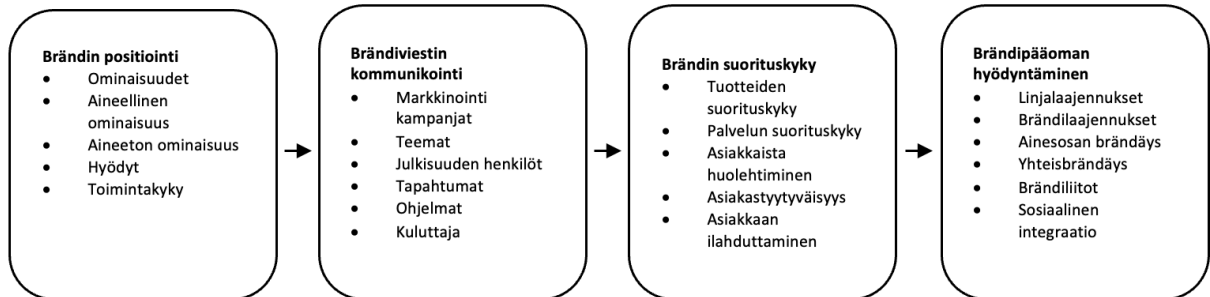 Brändin positiointi
• Ominaisuudet
• Aineellinen
ominaisuus
• Aineeton ominaisuus
• Hyödyt
• Toimintakyky
Brändiviestin
kommunikointi
• Markkinointi
kampanjat
• Teemat
• Julkisuuden henkilöt
• Tapahtumat
• Ohjelmat
• Kuluttaja
Brändin suorituskyky
• Tuotteiden
suorituskyky
• Palvelun suorituskyky
• Asiakkaista
huolehtiminen
• Asiakastyytyväisyys
• Asiakkaan
ilahduttaminen
Brändipääoman
hyödyntäminen
• Linjalaajennukset
• Brändilaajennukset
• Ainesosan brändäys
• Yhteisbrändäys
• Brändiliitot
• Sosiaalinen
integraatio